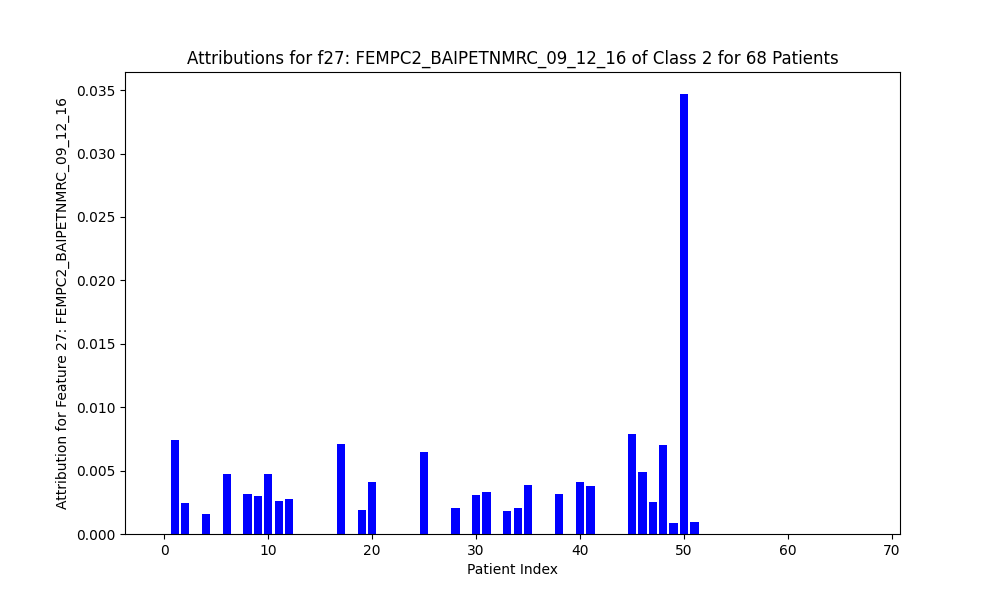 Attributions for f27: FEMPC2_BAIPETNMRC_09_12_16 of Class 2 for 68 Patients
Attribution for Feature 27: FEMPC2_BAIPETNMRC_09_12_16
0.035
0.030
0.025
0.020
0.015
0.010
0.005
0.000
0 10 20 30 40 50 60 70
Patient Index